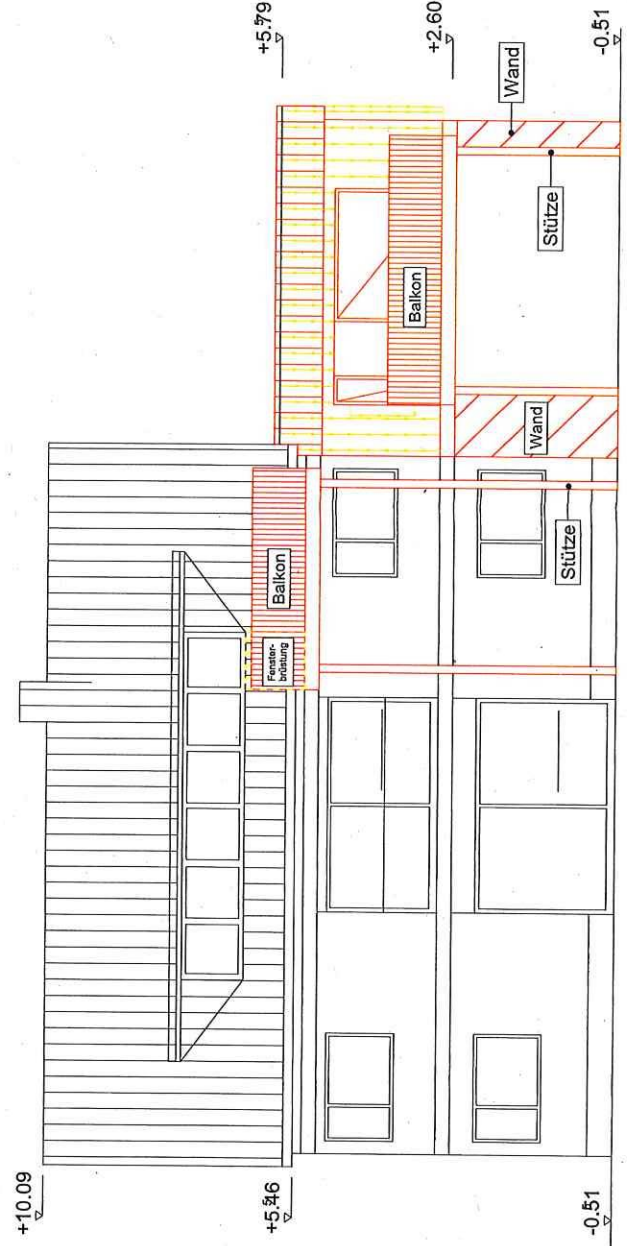 +10.09
+5.46
-0.51
Fenster-
brüstung
Balkon
Balkon
Wand
Stütze
Stütze
Wand
+5.79
+2.60
-0.51